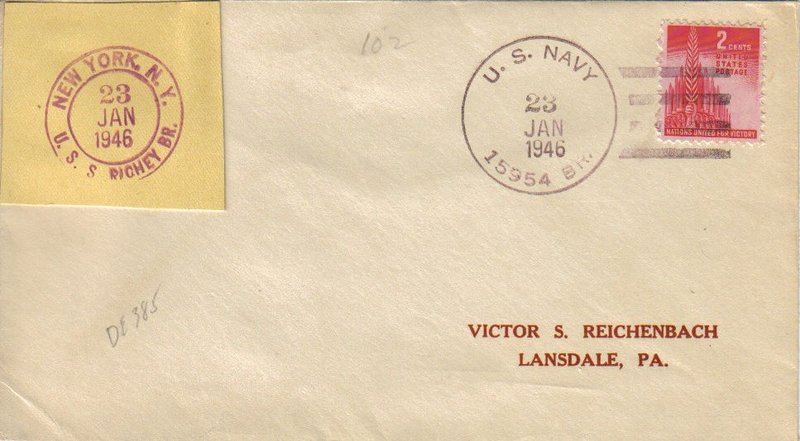 NEW YORK, N. Y.
23
JAN
1946
U. S. S RICHEY BR.
102
U. S. NAVY
23
JAN
1946
15954 BR.
2 CENTS
UNITED
STATES
POSTAGE
NATIONS UNITED FOR VICTORY
DE 385
VICTOR S. REICHENBACH
LANSDALE, PA.